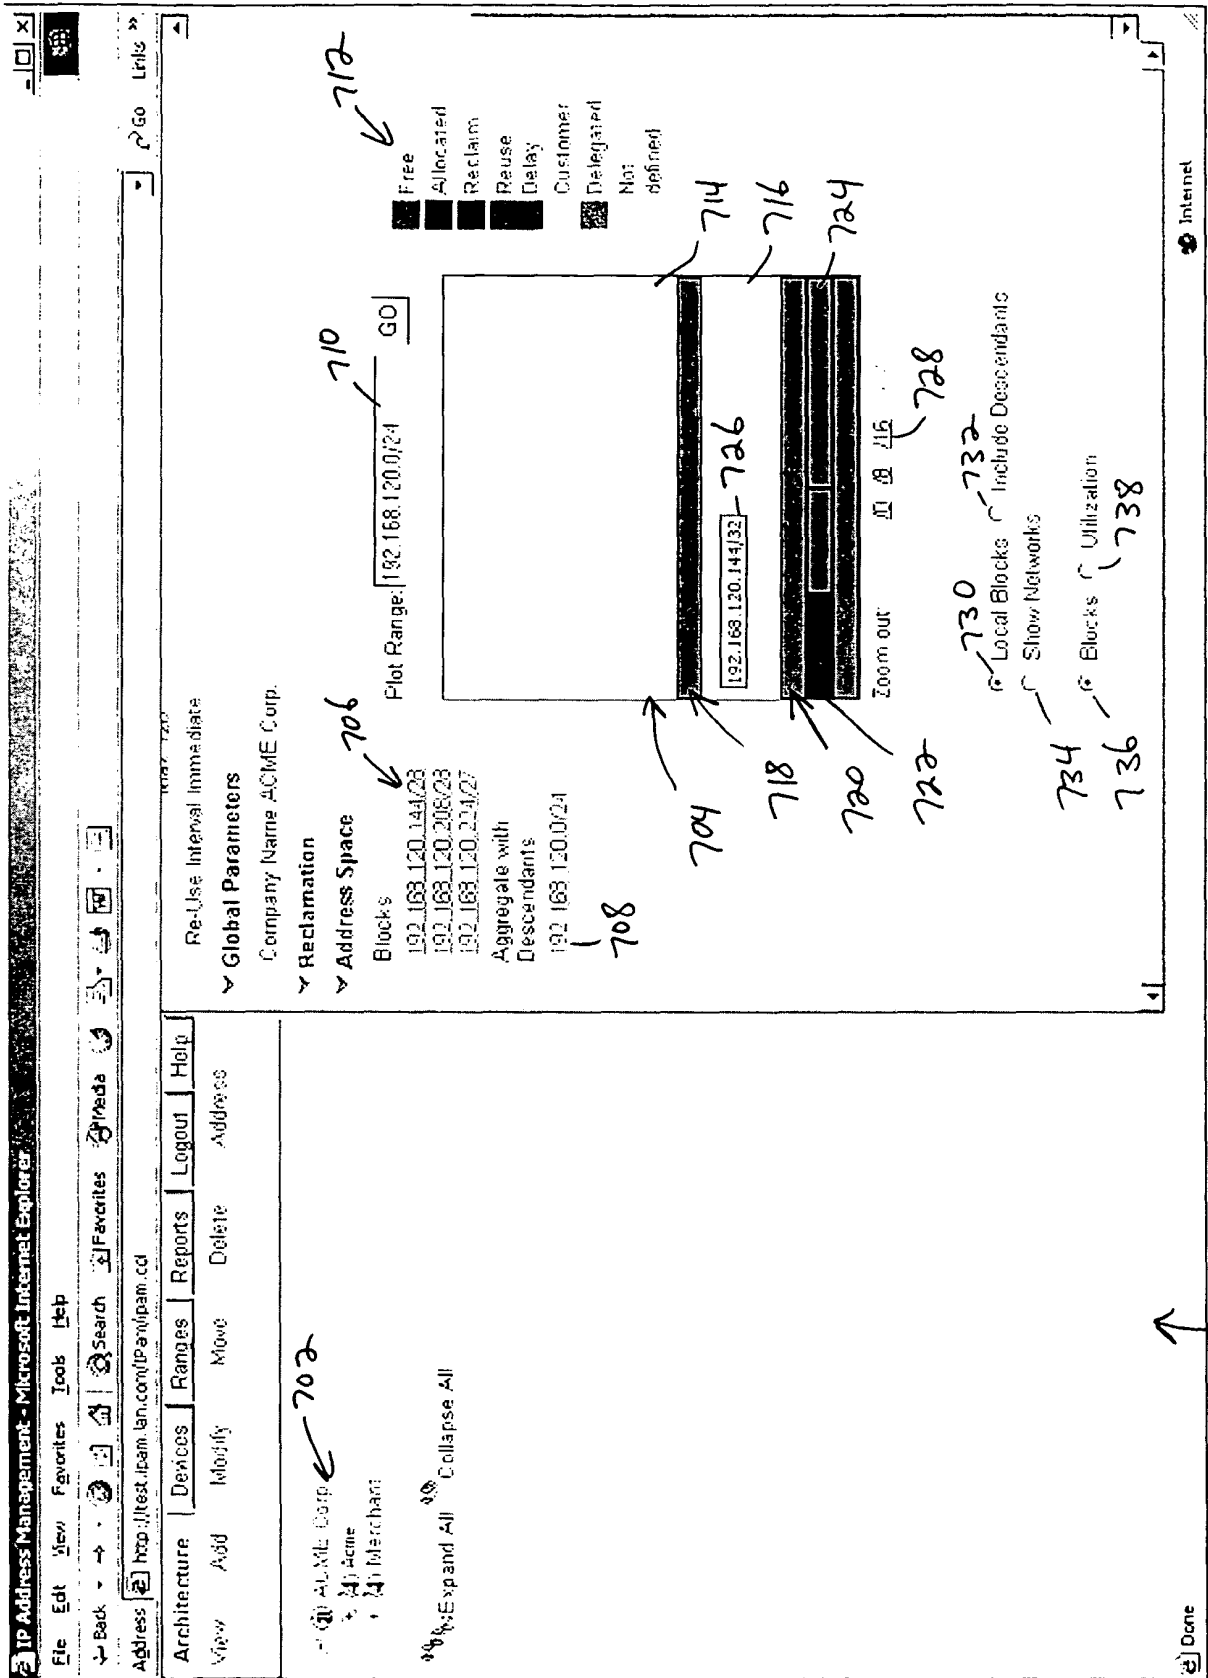 IP Address Management - Microsoft Internet Explorer
File Edit View Favorites Tools Help
Back Search Favorites Media
Address http://test.ipam.lan.com/IPam/ipam.cgi Go Links »
Architecture Devices Ranges Reports Logout Help
View Add Modify Move Delete Address
ACME Corp 702
(4) Acme
(4) Merchant
Expand All Collapse All
Re-Use Interval Immediate
Global Parameters
Company Name ACME Corp.
Reclamation
Address Space 706
Blocks
192.168.120.144/28
192.168.120.208/28
192.168.120.224/27
Aggregate with
Descendants
192.168.120.0/24
708
Plot Range: 192.168.120.0/24 GO
710
712
Free
Allocated
Reclaim
Reuse
Delay
Customer
Delegated
Not
defined
704
714
718
192.168.120.144/32 726
716
720
724
722
Zoom out: /0 /8 /16
728
730
Local Blocks Include Descendants
732
734
Show Networks
736
Blocks Utilization
738
Done Internet